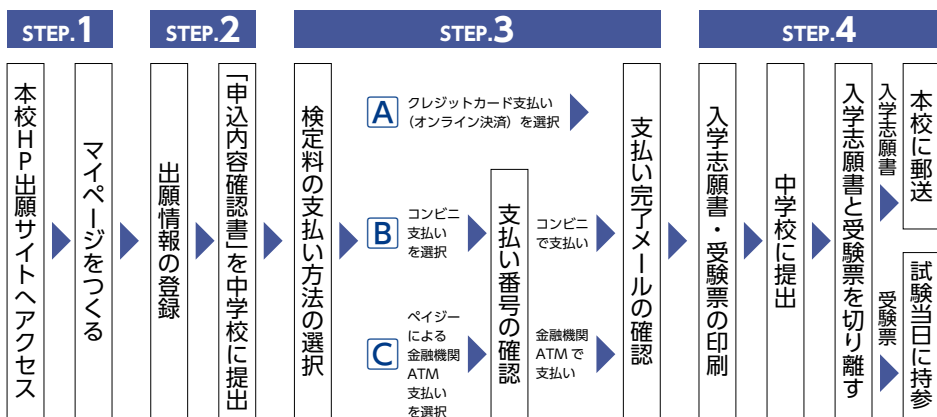 STEP.1
本校HP出願サイトへアクセス
マイページをつくる
STEP.2
出願情報の登録
「申込内容確認書」を中学校に提出
STEP.3
検定料の支払い方法の選択
A
クレジットカード支払い
（オンライン決済）を選択
B
コンビニ
支払い
を選択
C
ペイジー
による
金融機関
ATM
支払い
を選択
支払い番号の確認
コンビニ
で支払い
金融機関
ATMで
支払い
支払い完了メールの確認
STEP.4
入学志願書・受験票の印刷
中学校に提出
入学志願書と受験票を切り離す
入学志願書
本校に郵送
受験票
試験当日に持参